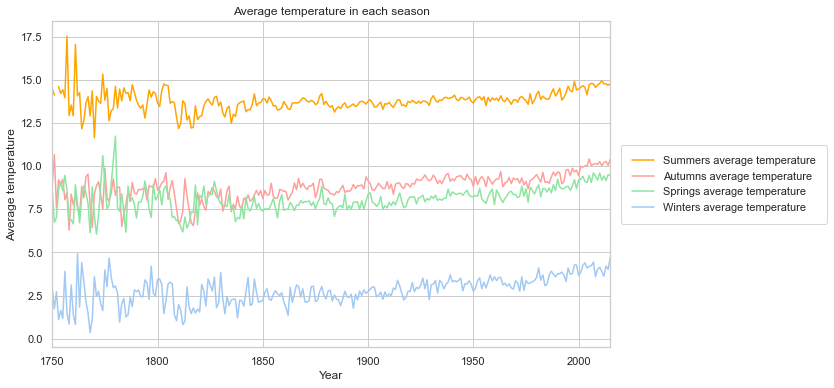 Average temperature in each season
Average temperature
17.5
15.0
12.5
10.0
7.5
5.0
2.5
0.0
1750
1800
1850
1900
1950
2000
Year
Summers average temperature
Autumns average temperature
Springs average temperature
Winters average temperature